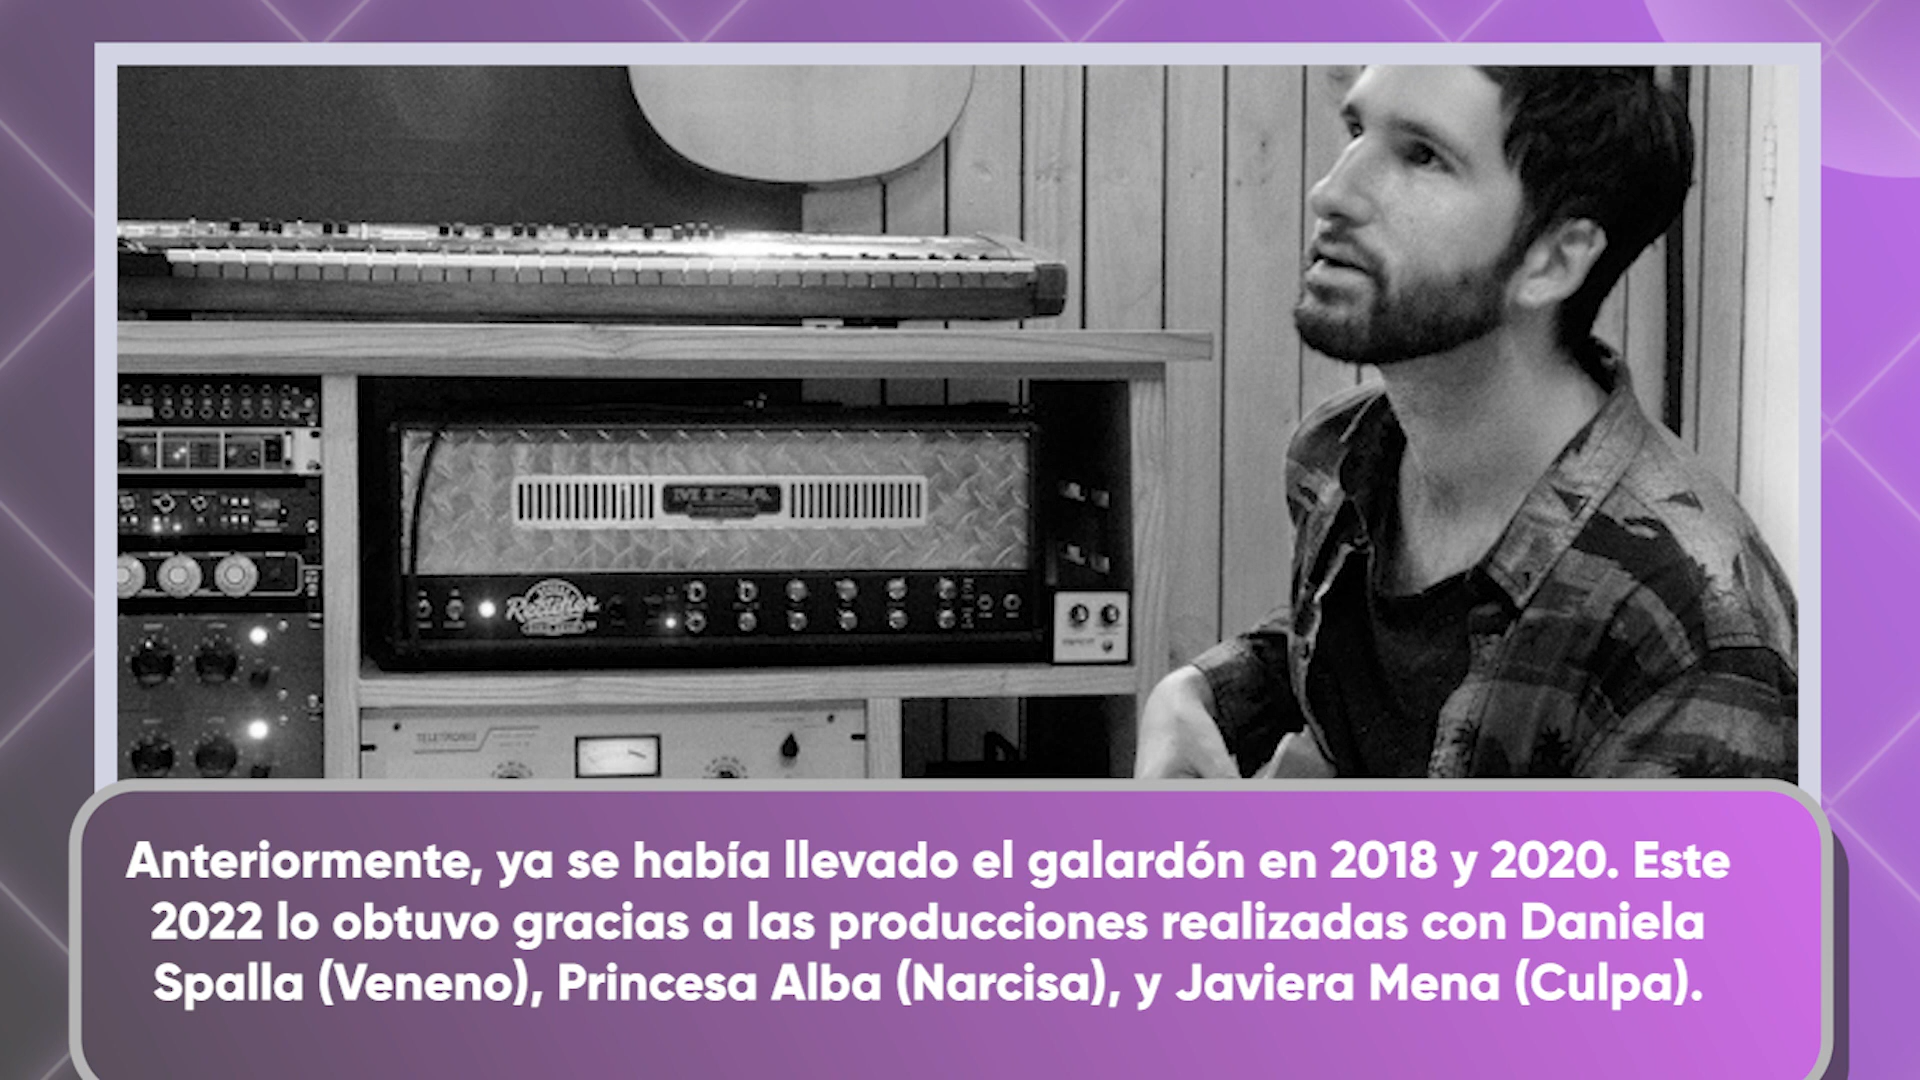 MESA
Rectifier
TELETRONIX
Anteriormente, ya se había llevado el galardón en 2018 y 2020. Este
2022 lo obtuvo gracias a las producciones realizadas con Daniela
Spalla (Veneno), Princesa Alba (Narcisa), y Javiera Mena (Culpa).